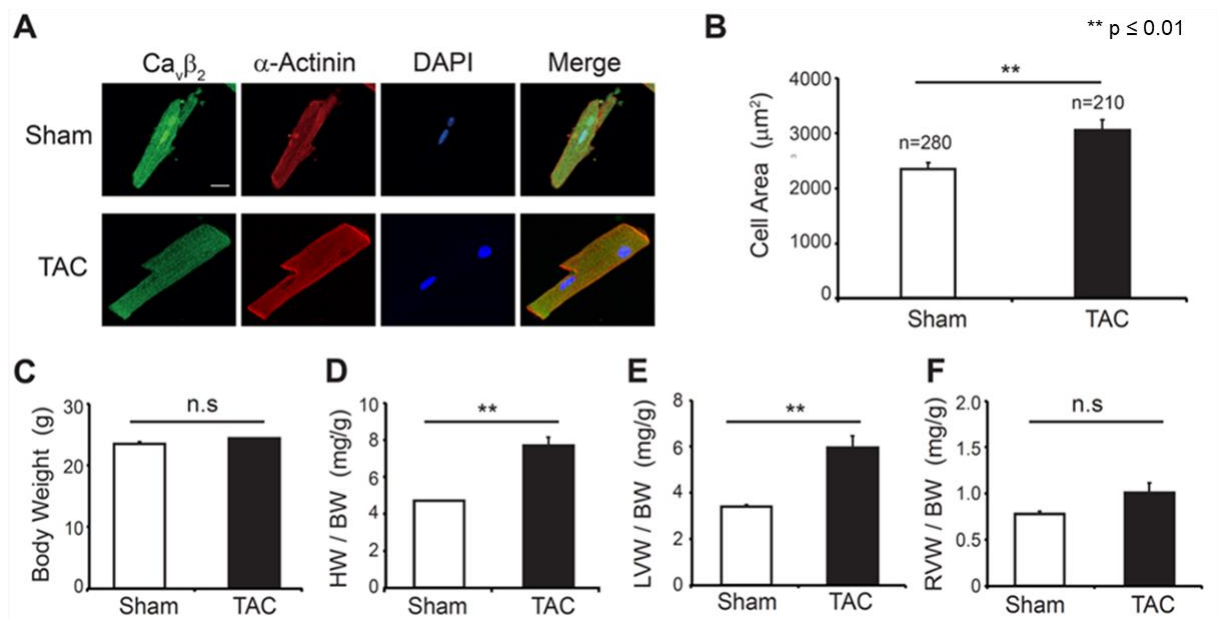 A
Caᵥβ₂ α-Actinin DAPI Merge
Sham
TAC
B
** p ≤ 0.01
**
n=210
n=280
Cell Area (μm²)
4000
3000
2000
1000
0
Sham TAC
C
n.s
Body Weight (g)
30
20
10
0
Sham TAC
D
**
HW / BW (mg/g)
10
8
6
4
2
0
Sham TAC
E
**
LVW / BW (mg/g)
8
6
4
2
0
Sham TAC
F
n.s
RVW / BW (mg/g)
2.0
1.5
1.0
0.5
0
Sham TAC